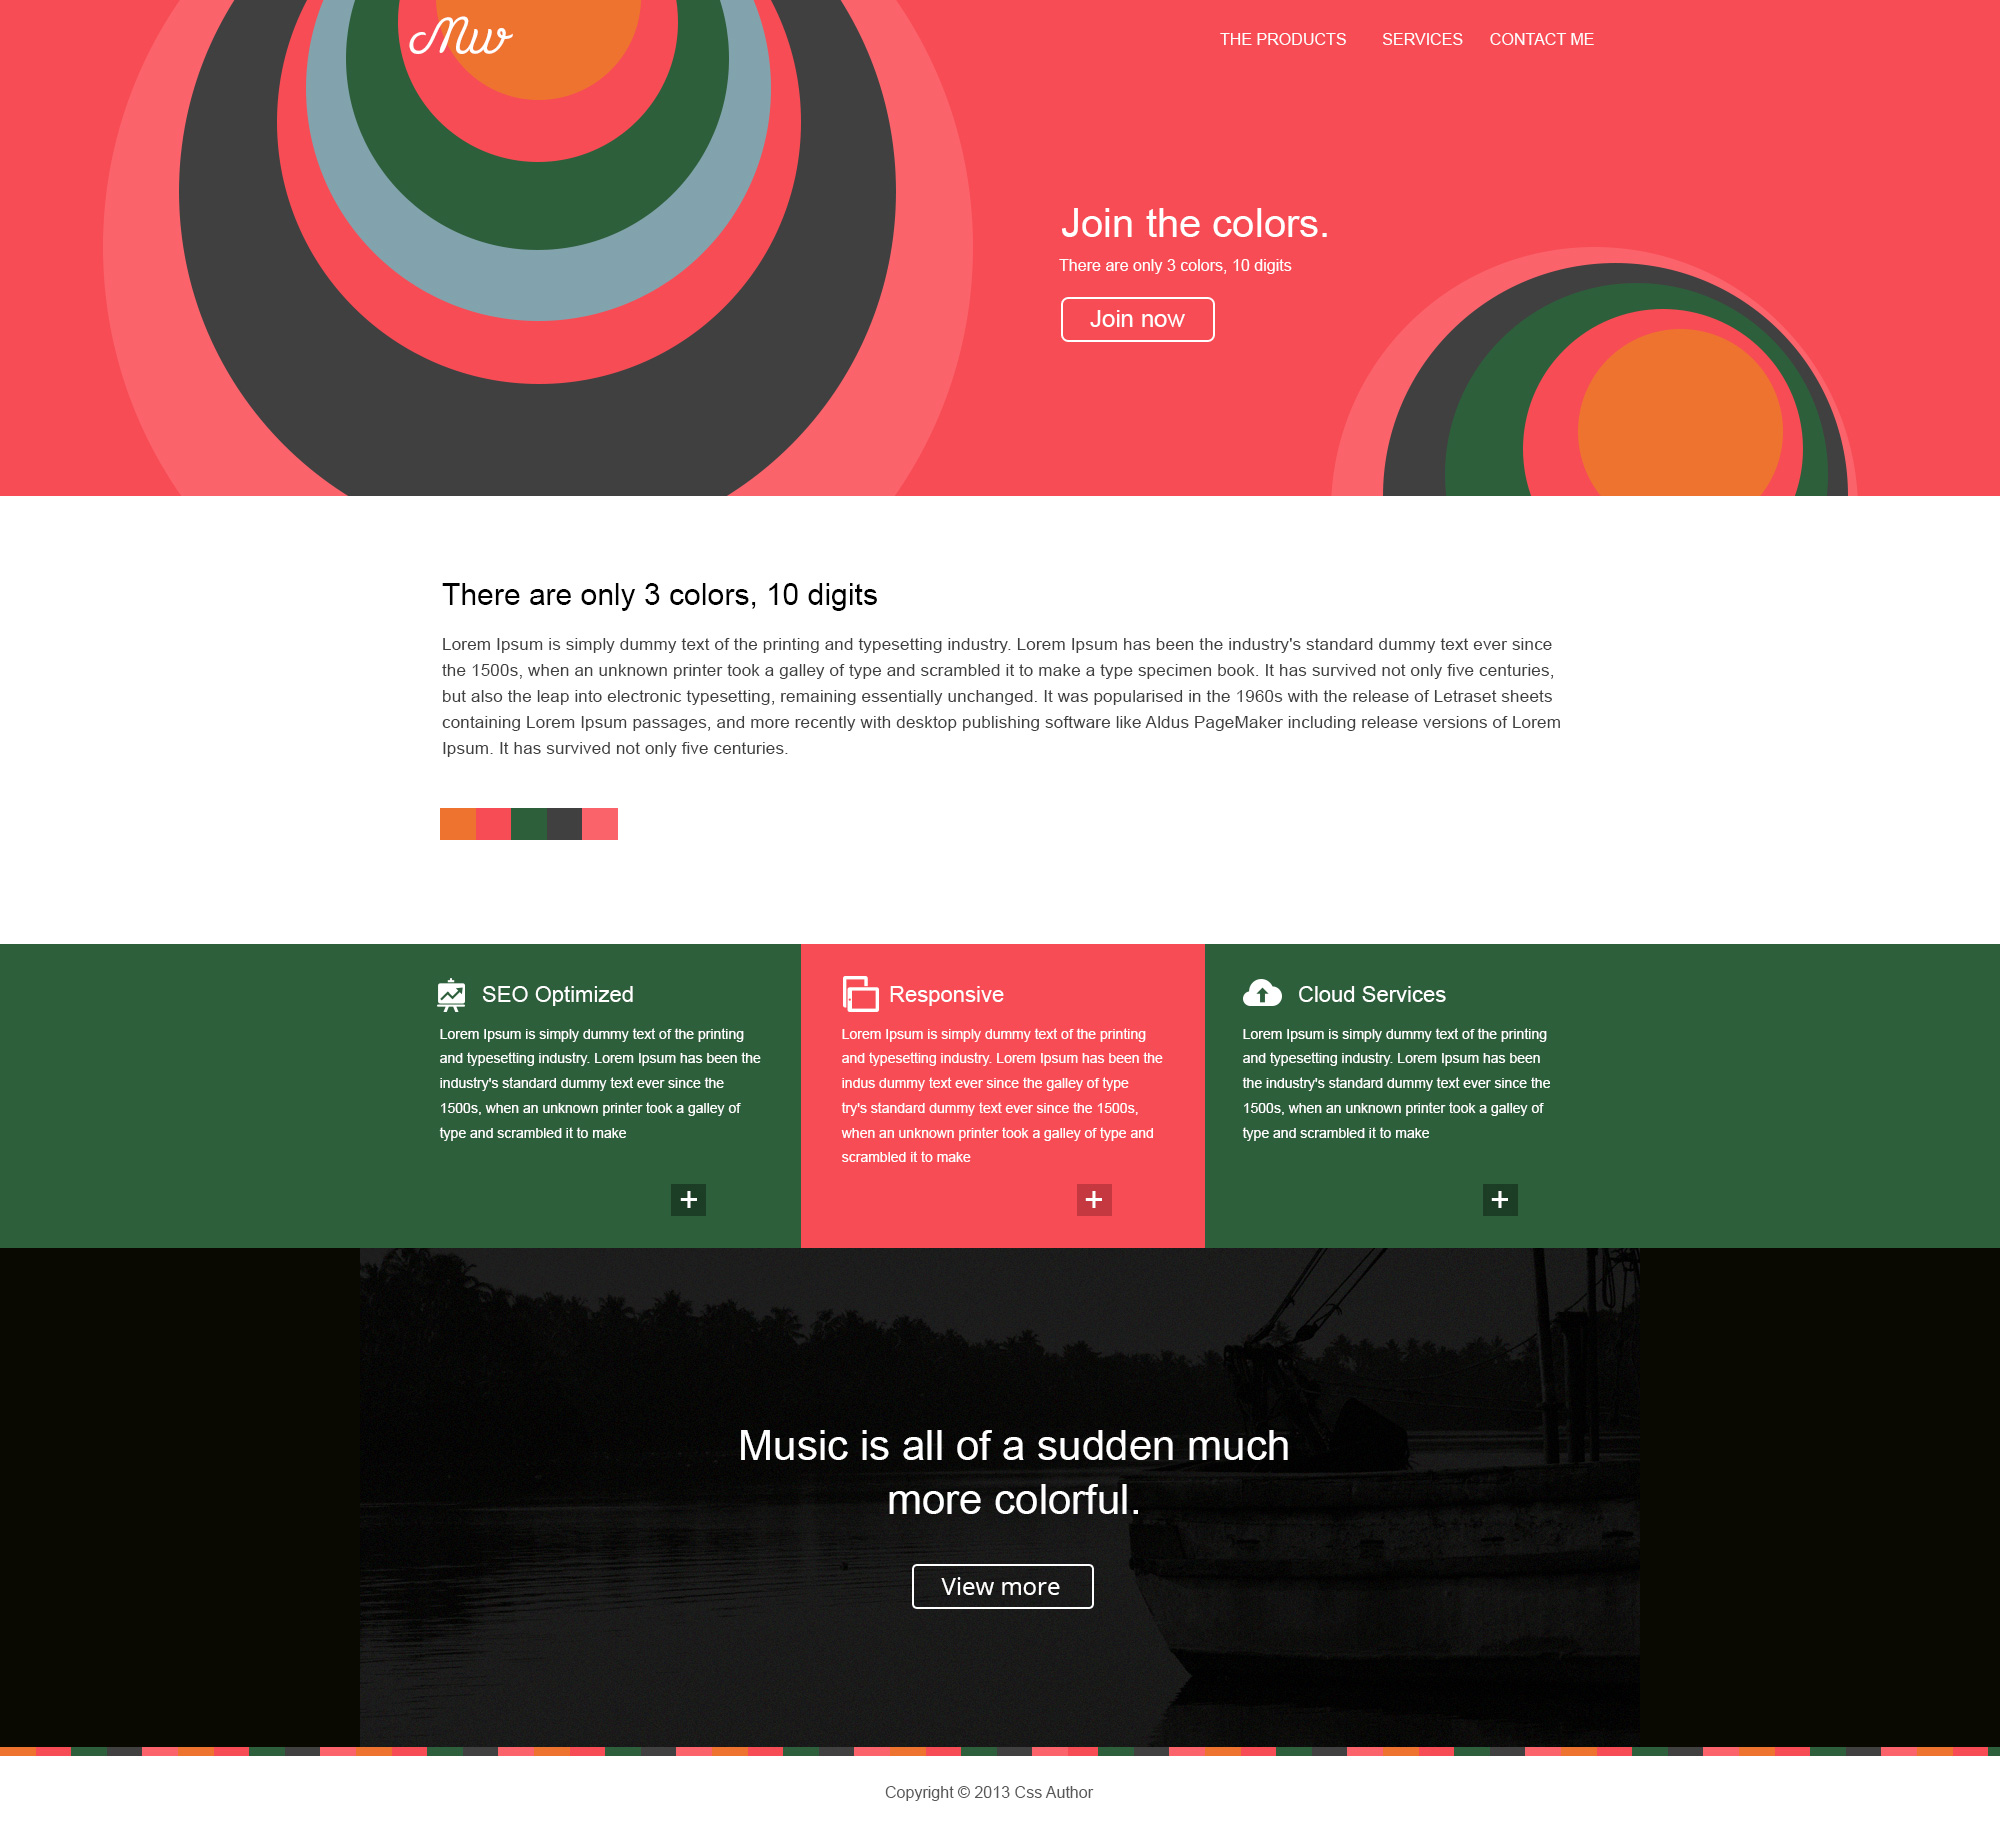 Mw
THE PRODUCTS SERVICES CONTACT ME
Join the colors.
There are only 3 colors, 10 digits
Join now
There are only 3 colors, 10 digits
Lorem Ipsum is simply dummy text of the printing and typesetting industry. Lorem Ipsum has been the industry's standard dummy text ever since
the 1500s, when an unknown printer took a galley of type and scrambled it to make a type specimen book. It has survived not only five centuries,
but also the leap into electronic typesetting, remaining essentially unchanged. It was popularised in the 1960s with the release of Letraset sheets
containing Lorem Ipsum passages, and more recently with desktop publishing software like Aldus PageMaker including release versions of Lorem
Ipsum. It has survived not only five centuries.
SEO Optimized
Lorem Ipsum is simply dummy text of the printing
and typesetting industry. Lorem Ipsum has been the
industry's standard dummy text ever since the
1500s, when an unknown printer took a galley of
type and scrambled it to make
+
Responsive
Lorem Ipsum is simply dummy text of the printing
and typesetting industry. Lorem Ipsum has been the
indus dummy text ever since the galley of type
try's standard dummy text ever since the 1500s,
when an unknown printer took a galley of type and
scrambled it to make
+
Cloud Services
Lorem Ipsum is simply dummy text of the printing
and typesetting industry. Lorem Ipsum has been
the industry's standard dummy text ever since the
1500s, when an unknown printer took a galley of
type and scrambled it to make
+
Music is all of a sudden much
more colorful.
View more
Copyright © 2013 Css Author